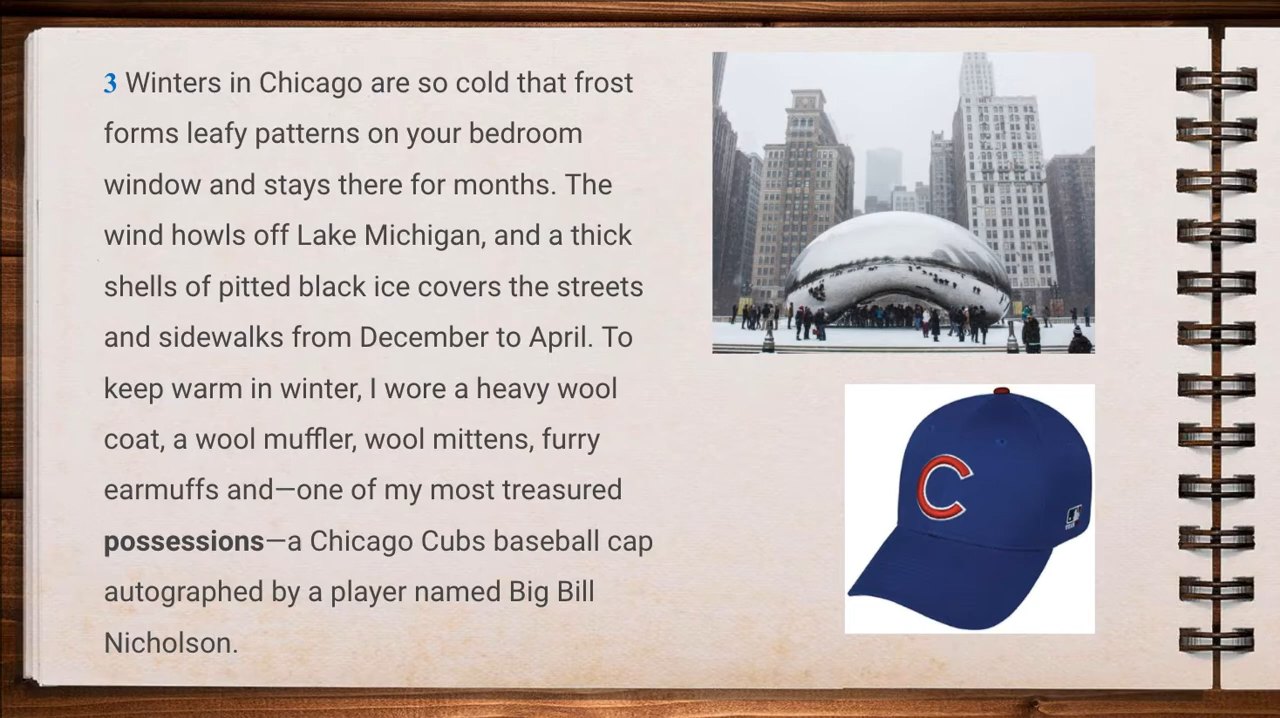 3 Winters in Chicago are so cold that frost
forms leafy patterns on your bedroom
window and stays there for months. The
wind howls off Lake Michigan, and a thick
shells of pitted black ice covers the streets
and sidewalks from December to April. To
keep warm in winter, I wore a heavy wool
coat, a wool muffler, wool mittens, furry
earmuffs and—one of my most treasured
possessions—a Chicago Cubs baseball cap
autographed by a player named Big Bill
Nicholson.
C